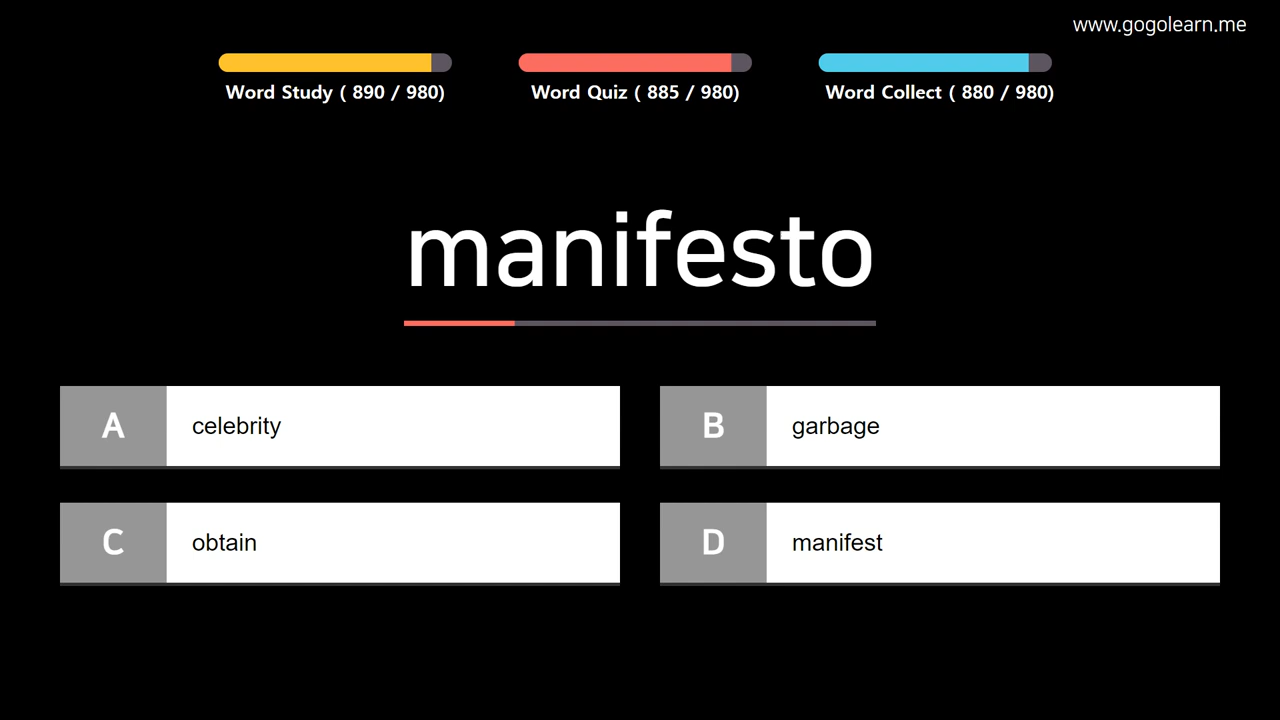 www.gogolearn.me
Word Study ( 890 / 980)
Word Quiz ( 885 / 980)
Word Collect ( 880 / 980)
manifesto
A celebrity
B garbage
C obtain
D manifest